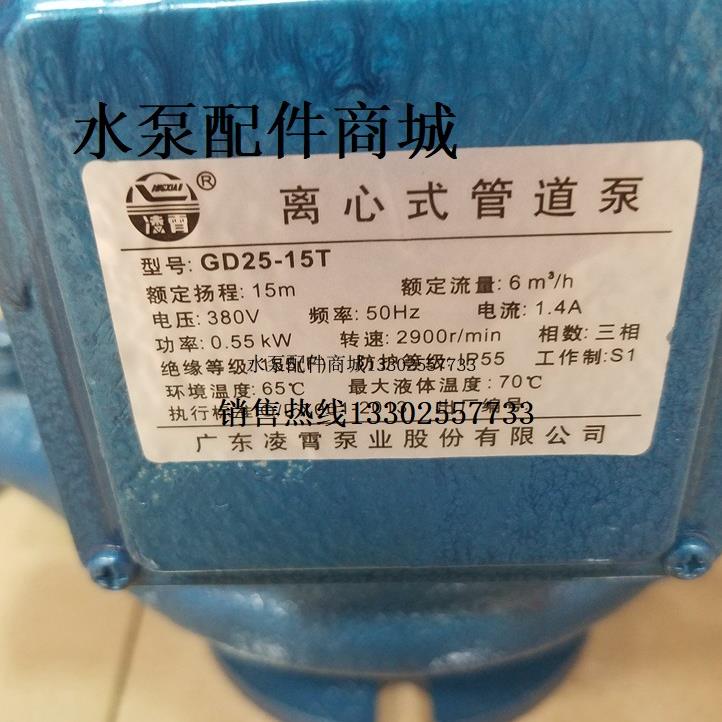 水泵配件商城
LINGXIAO
凌霄 ®
离心式管道泵
型号: GD25-15T
额定扬程: 15m 额定流量: 6 m³/h
电压: 380V 频率: 50Hz 电流: 1.4A
功率: 0.55 kW 转速: 2900r/min 相数: 三相
绝缘等级: 防护等级: IP55 工作制: S1
水泵配件商城13302557733
环境温度: 65℃ 最大液体温度: 70℃
执行标准 出厂编号
销售热线13302557733
广东凌霄泵业股份有限公司